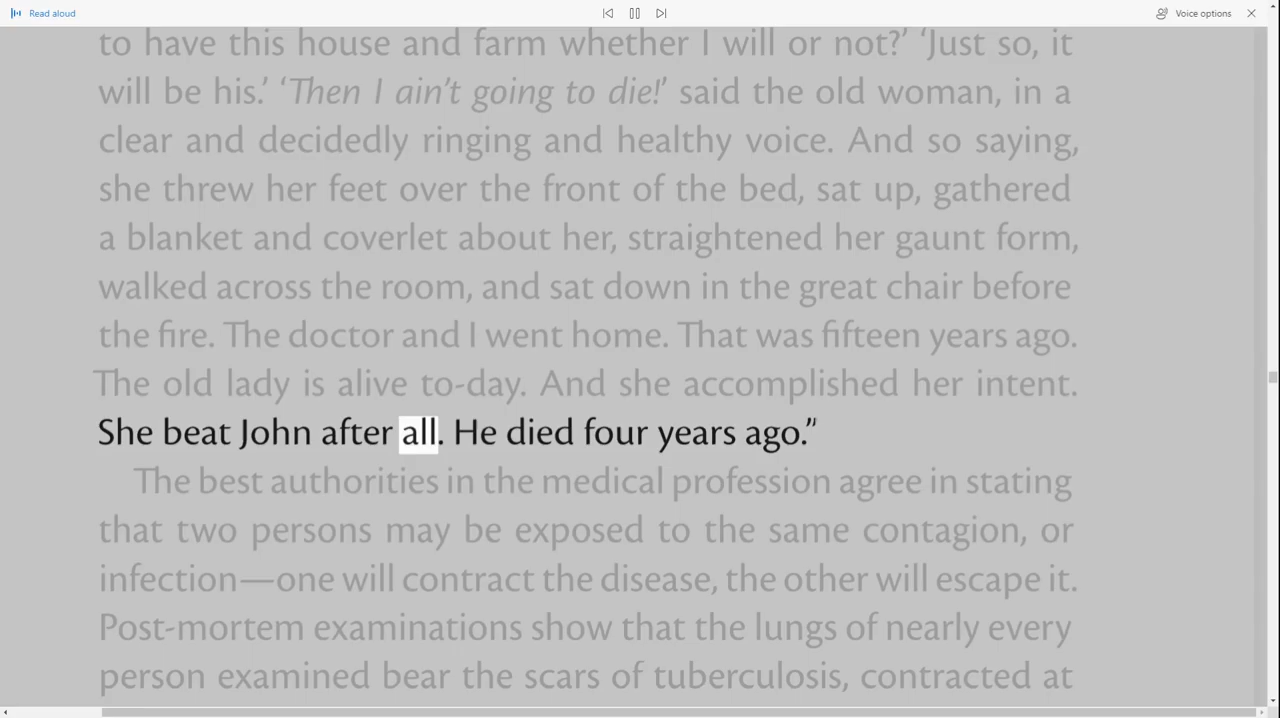 Read aloud
Voice options
to have this house and farm whether I will or not?’ ‘Just so, it
will be his.’ ‘Then I ain’t going to die!’ said the old woman, in a
clear and decidedly ringing and healthy voice. And so saying,
she threw her feet over the front of the bed, sat up, gathered
a blanket and coverlet about her, straightened her gaunt form,
walked across the room, and sat down in the great chair before
the fire. The doctor and I went home. That was fifteen years ago.
The old lady is alive to-day. And she accomplished her intent.
She beat John after all. He died four years ago.”
The best authorities in the medical profession agree in stating
that two persons may be exposed to the same contagion, or
infection—one will contract the disease, the other will escape it.
Post-mortem examinations show that the lungs of nearly every
person examined bear the scars of tuberculosis, contracted at